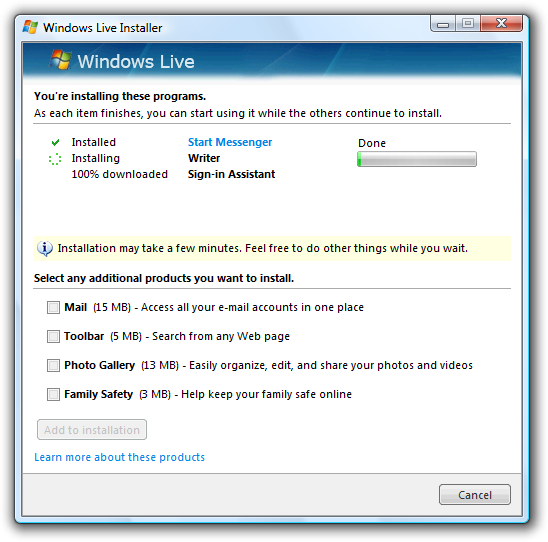 Windows Live Installer
Windows Live
You're installing these programs.
As each item finishes, you can start using it while the others continue to install.
Installed Start Messenger Done
Installing Writer
100% downloaded Sign-in Assistant
Installation may take a few minutes. Feel free to do other things while you wait.
Select any additional products you want to install.
Mail (15 MB) - Access all your e-mail accounts in one place
Toolbar (5 MB) - Search from any Web page
Photo Gallery (13 MB) - Easily organize, edit, and share your photos and videos
Family Safety (3 MB) - Help keep your family safe online
Add to installation
Learn more about these products
Cancel